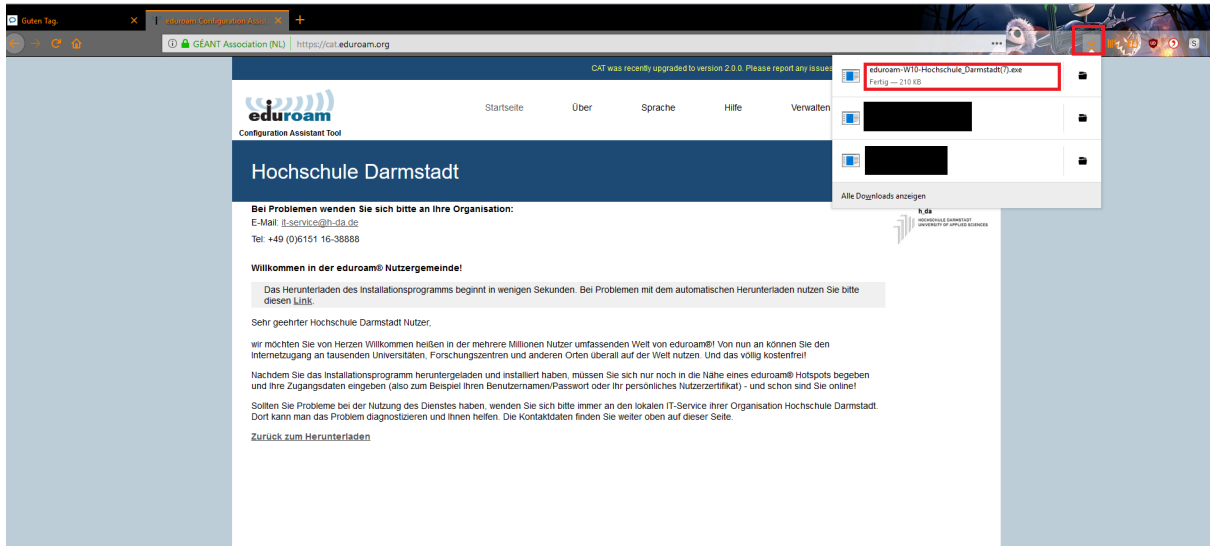 Guten Tag.
eduroam Configuration Assis
GÉANT Association (NL)
https://cat.eduroam.org
CAT was recently upgraded to version 2.0.0. Please report any issues
eduroam-W10-Hochschule_Darmstadt(7).exe
Fertig — 210 KB
Alle Downloads anzeigen
eduroam
Configuration Assistant Tool
Startseite
Über
Sprache
Hilfe
Verwalten
Hochschule Darmstadt
Bei Problemen wenden Sie sich bitte an Ihre Organisation:
E-Mail: it-service@h-da.de
Tel: +49 (0)6151 16-38888
h_da
HOCHSCHULE DARMSTADT
UNIVERSITY OF APPLIED SCIENCES
Willkommen in der eduroam® Nutzergemeinde!
Das Herunterladen des Installationsprogramms beginnt in wenigen Sekunden. Bei Problemen mit dem automatischen Herunterladen nutzen Sie bitte
diesen Link.
Sehr geehrter Hochschule Darmstadt Nutzer,
wir möchten Sie von Herzen Willkommen heißen in der mehrere Millionen Nutzer umfassenden Welt von eduroam®! Von nun an können Sie den
Internetzugang an tausenden Universitäten, Forschungszentren und anderen Orten überall auf der Welt nutzen. Und das völlig kostenfrei!
Nachdem Sie das Installationsprogramm heruntergeladen und installiert haben, müssen Sie sich nur noch in die Nähe eines eduroam® Hotspots begeben
und Ihre Zugangsdaten eingeben (also zum Beispiel Ihren Benutzernamen/Passwort oder Ihr persönliches Nutzerzertifikat) - und schon sind Sie online!
Sollten Sie Probleme bei der Nutzung des Dienstes haben, wenden Sie sich bitte immer an den lokalen IT-Service ihrer Organisation Hochschule Darmstadt.
Dort kann man das Problem diagnostizieren und Ihnen helfen. Die Kontaktdaten finden Sie weiter oben auf dieser Seite.
Zurück zum Herunterladen